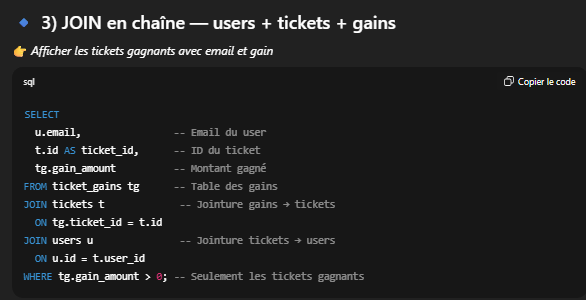 3) JOIN en chaîne — users + tickets + gains
Afficher les tickets gagnants avec email et gain
sql Copier le code
SELECT
u.email, -- Email du user
t.id AS ticket_id, -- ID du ticket
tg.gain_amount -- Montant gagné
FROM ticket_gains tg -- Table des gains
JOIN tickets t -- Jointure gains → tickets
ON tg.ticket_id = t.id
JOIN users u -- Jointure tickets → users
ON u.id = t.user_id
WHERE tg.gain_amount > 0; -- Seulement les tickets gagnants